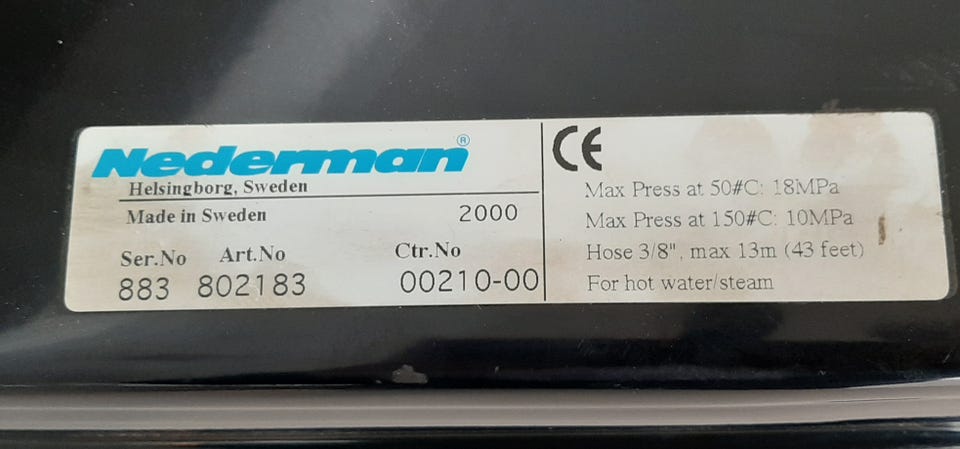 Nederman®
Helsingborg, Sweden
Made in Sweden 2000
Ser.No Art.No Ctr.No
883 802183 00210-00
CE
Max Press at 50#C: 18MPa
Max Press at 150#C: 10MPa
Hose 3/8", max 13m (43 feet)
For hot water/steam